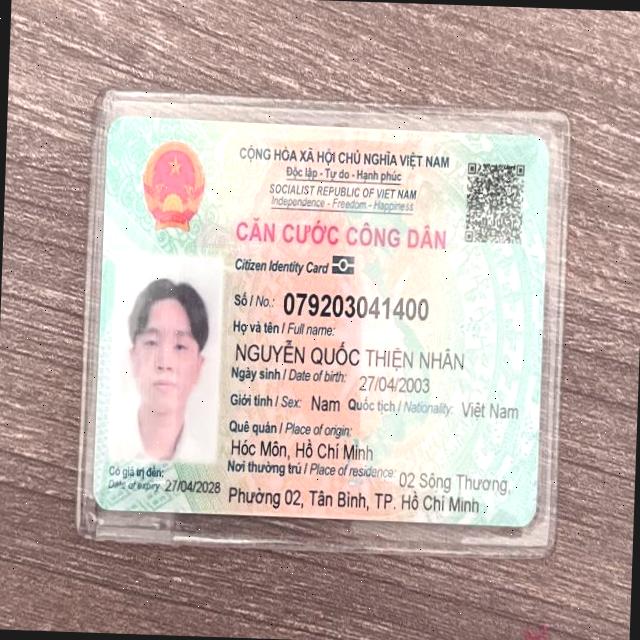 CỘNG HÒA XÃ HỘI CHỦ NGHĨA VIỆT NAM
Độc lập - Tự do - Hạnh phúc
SOCIALIST REPUBLIC OF VIET NAM
Independence - Freedom - Happiness
CĂN CƯỚC CÔNG DÂN
Citizen Identity Card
Số / No.: 079203041400
Họ và tên / Full name:
NGUYỄN QUỐC THIỆN NHÂN
Ngày sinh / Date of birth: 27/04/2003
Giới tính / Sex: Nam Quốc tịch / Nationality: Việt Nam
Quê quán / Place of origin:
Hóc Môn, Hồ Chí Minh
Nơi thường trú / Place of residence: 02 Sông Thương,
Phường 02, Tân Bình, TP. Hồ Chí Minh
Có giá trị đến: 27/04/2028
Date of expiry